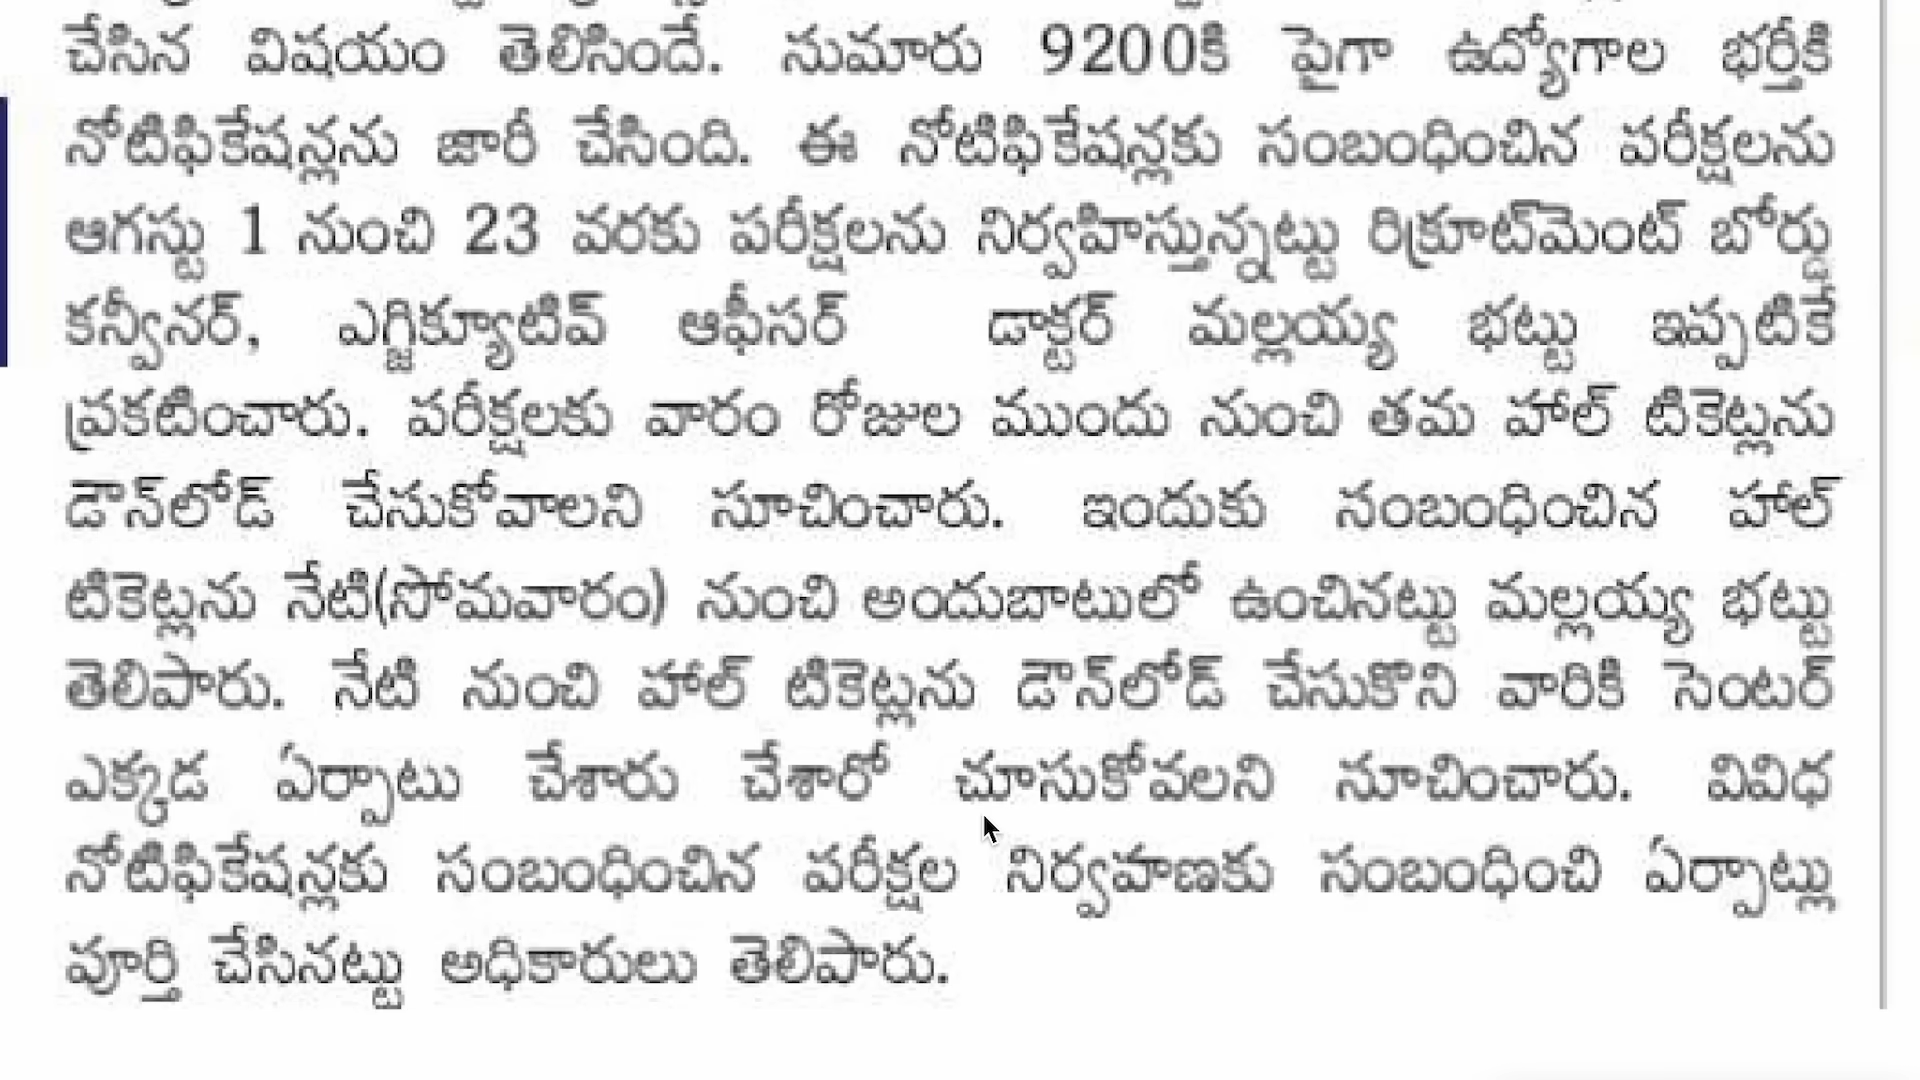 చేసిన విషయం తెలిసిందే. సుమారు 9200కి పైగా ఉద్యోగాల భర్తీకి
నోటిఫికేషన్లను జారీ చేసింది. ఈ నోటిఫికేషన్లకు సంబంధించిన పరీక్షలను
ఆగస్టు 1 నుంచి 23 వరకు పరీక్షలను నిర్వహిస్తున్నట్టు రిక్రూట్‌మెంట్ బోర్డు
కన్వీనర్, ఎగ్జిక్యూటివ్ ఆఫీసర్ డాక్టర్ మల్లయ్య భట్టు ఇప్పటికే
ప్రకటించారు. పరీక్షలకు వారం రోజుల ముందు నుంచి తమ హాల్ టికెట్లను
డౌన్‌లోడ్ చేసుకోవాలని సూచించారు. ఇందుకు సంబంధించిన హాల్
టికెట్లను నేటి(సోమవారం) నుంచి అందుబాటులో ఉంచినట్టు మల్లయ్య భట్టు
తెలిపారు. నేటి నుంచి హాల్ టికెట్లను డౌన్‌లోడ్ చేసుకొని వారికి సెంటర్
ఎక్కడ ఏర్పాటు చేశారు చేశారో చూసుకోవలని సూచించారు. వివిధ
నోటిఫికేషన్లకు సంబంధించిన పరీక్షల నిర్వహణకు సంబంధించి ఏర్పాట్లు
పూర్తి చేసినట్టు అధికారులు తెలిపారు.